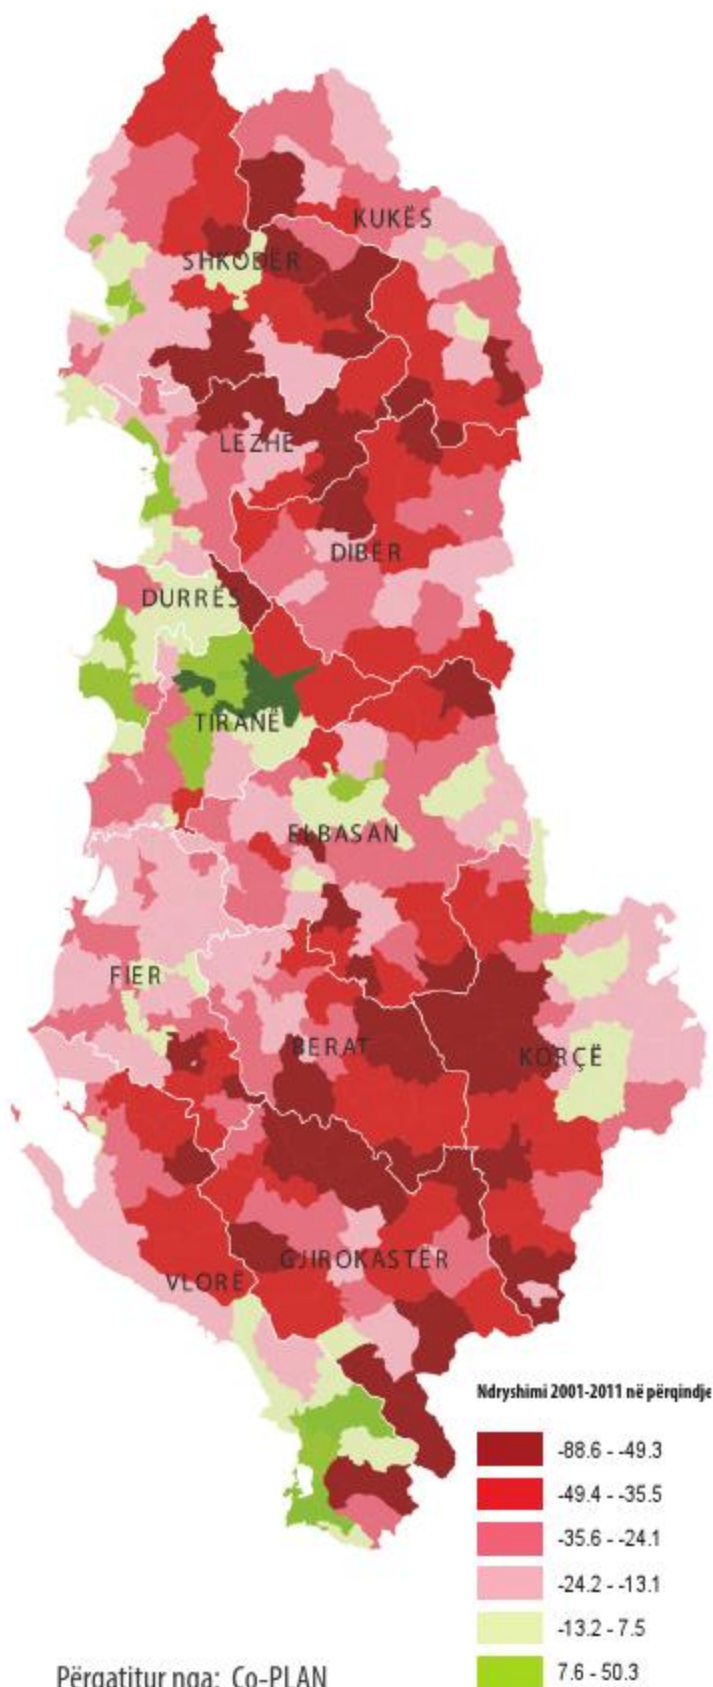 KUKËS
SHKODËR
LEZHË
DIBËR
DURRËS
TIRANË
ELBASAN
FIER
BERAT
KORÇË
GJIROKASTËR
VLORË
Ndryshimi 2001-2011 në përqindje
-88.6 - -49.3
-49.4 - -35.5
-35.6 - -24.1
-24.2 - -13.1
-13.2 - 7.5
7.6 - 50.3
Përgatitur nga: Co-PLAN